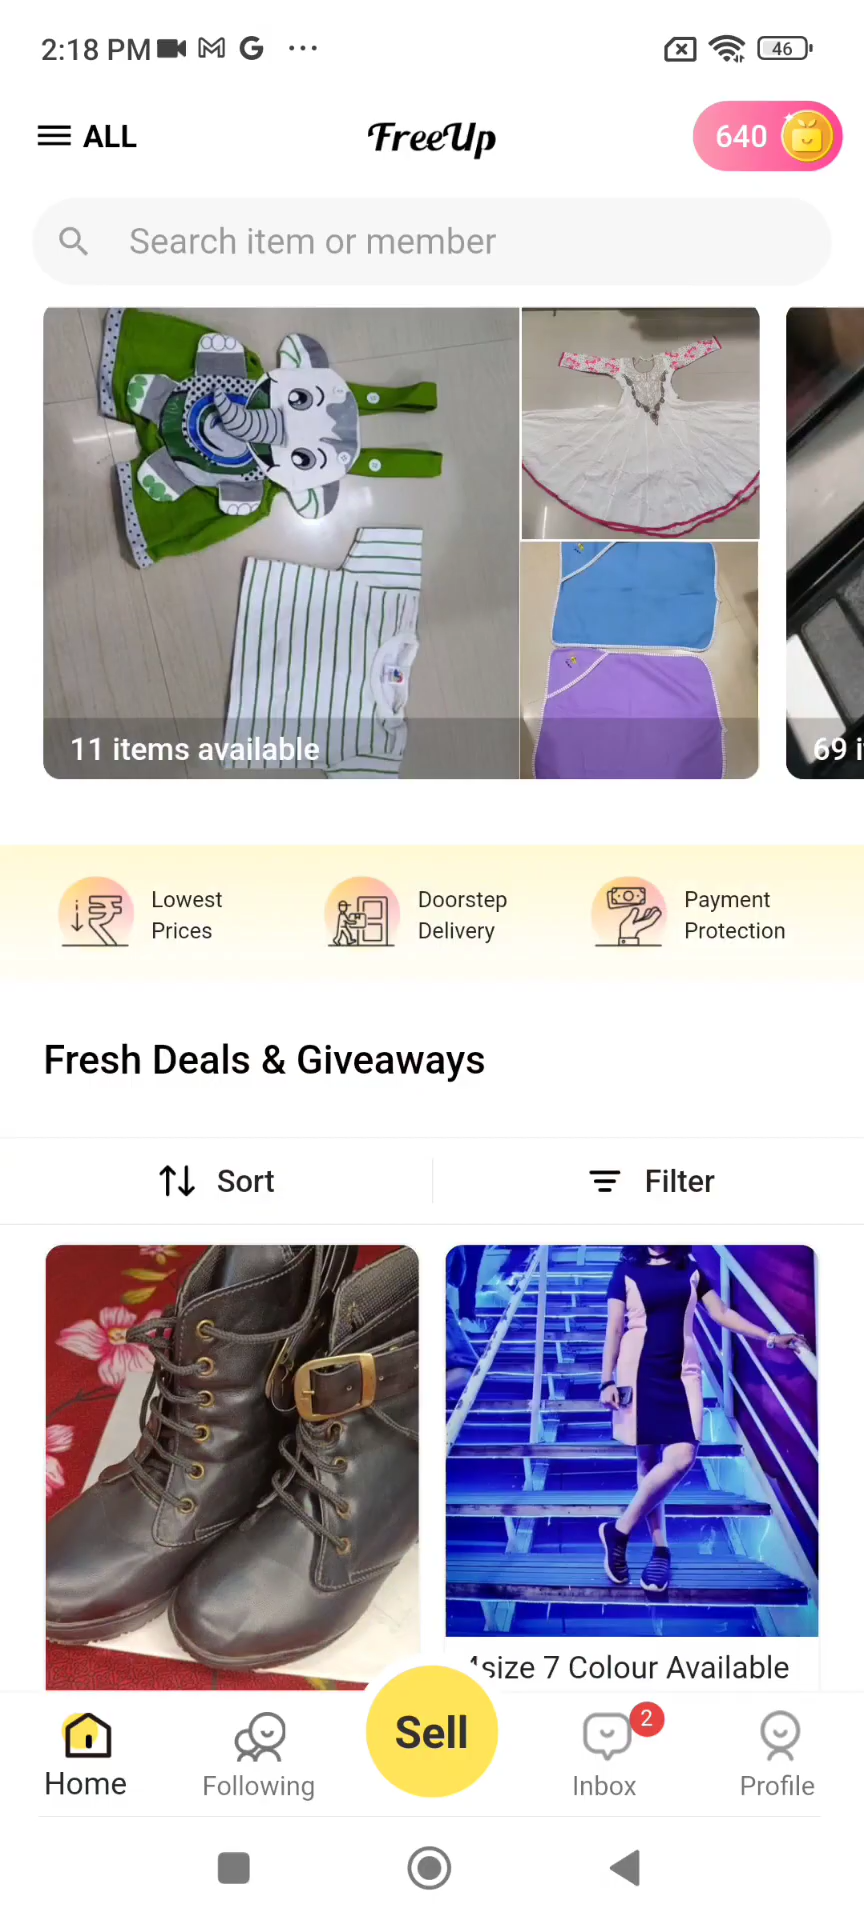 2:18 PM
46
ALL
FreeUp
640
Search item or member
11 items available
69 i
Lowest
Prices
Doorstep
Delivery
Payment
Protection
Fresh Deals & Giveaways
Sort
Filter
size 7 Colour Available
Home
Following
Sell
Inbox
2
Profile